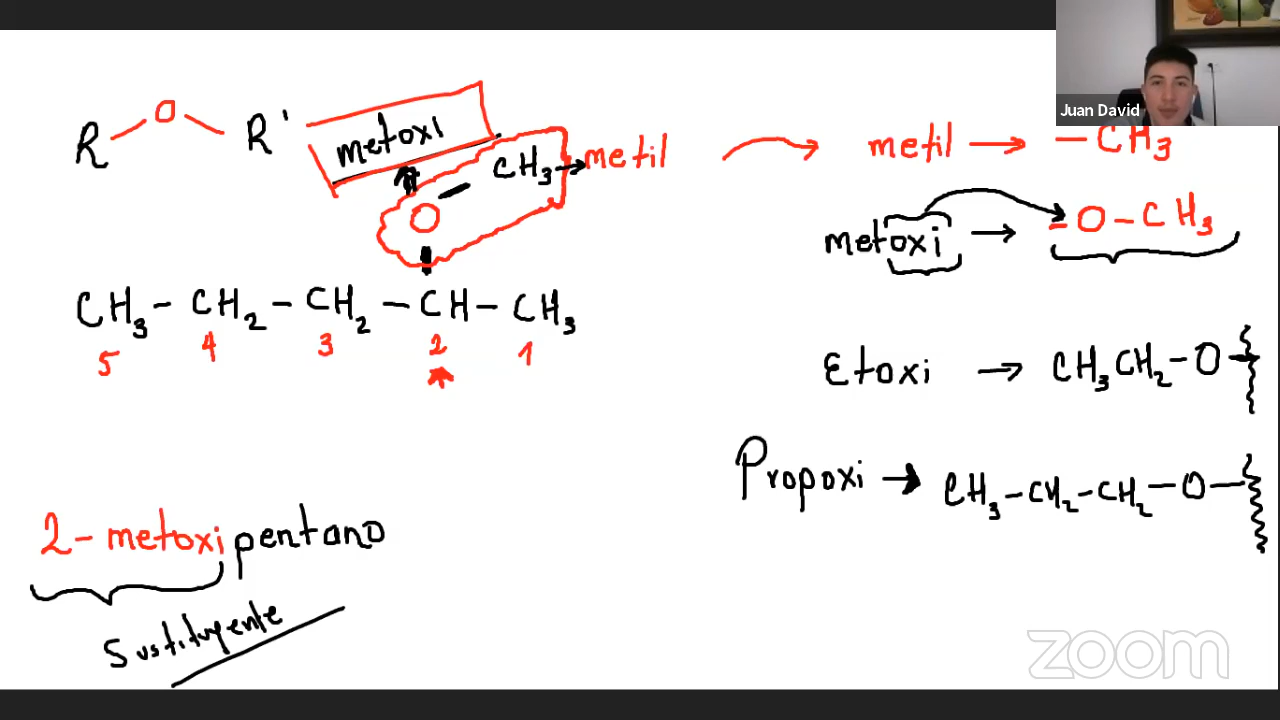 Juan David
R - O - R'
metoxi
O - CH3 → metil
CH3 - CH2 - CH2 - CH - CH3
5 4 3 2 1
2- metoxipentano
Sustituyente
metil → - CH3
metoxi → - O - CH3
Etoxi → CH3CH2 - O -
Propoxi → CH3 - CH2 - CH2 - O -
zoom